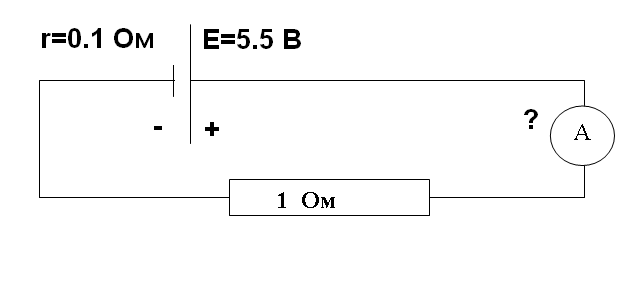 r=0.1 Ом E=5.5 В
- +
?
А
1 Ом